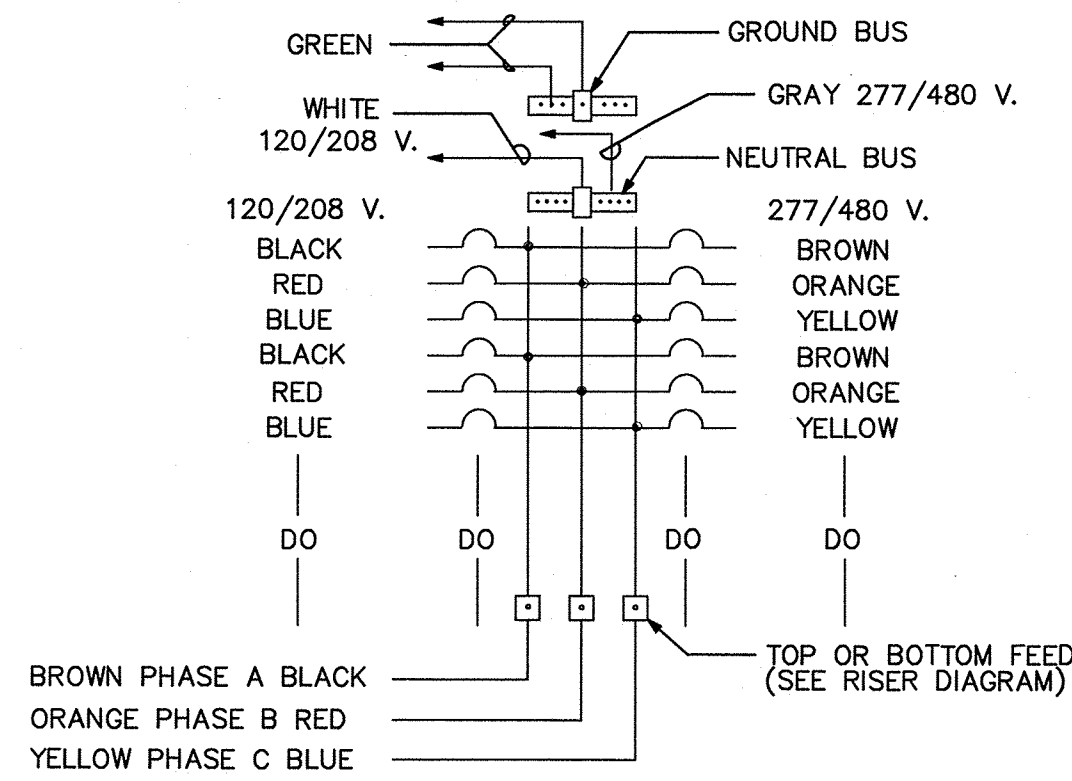 GREEN
GROUND BUS
WHITE
120/208 V.
GRAY 277/480 V.
NEUTRAL BUS
120/208 V.
277/480 V.
BLACK
BROWN
RED
ORANGE
BLUE
YELLOW
BLACK
BROWN
RED
ORANGE
BLUE
YELLOW
DO
DO
DO
DO
TOP OR BOTTOM FEED
(SEE RISER DIAGRAM)
BROWN PHASE A BLACK
ORANGE PHASE B RED
YELLOW PHASE C BLUE